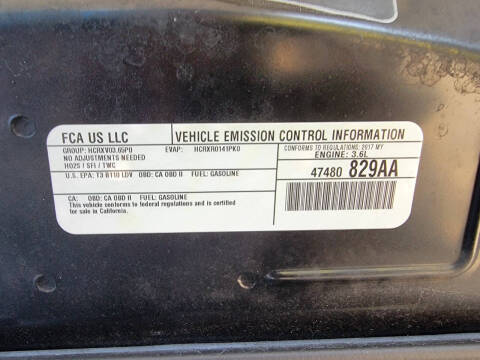 FCA US LLC
VEHICLE EMISSION CONTROL INFORMATION
GROUP: HCRXV03.65P0 EVAP: HCRXR0141PK0
NO ADJUSTMENTS NEEDED
HO2S / SFI / TWC
CONFORMS TO REGULATIONS: 2017 MY
ENGINE: 3.6L
U.S. EPA: T3 B110 LDV OBD: CA OBD II FUEL: GASOLINE
47480 829AA
CA: OBD: CA OBD II FUEL: GASOLINE
This vehicle conforms to federal regulations and is certified
for sale in California.